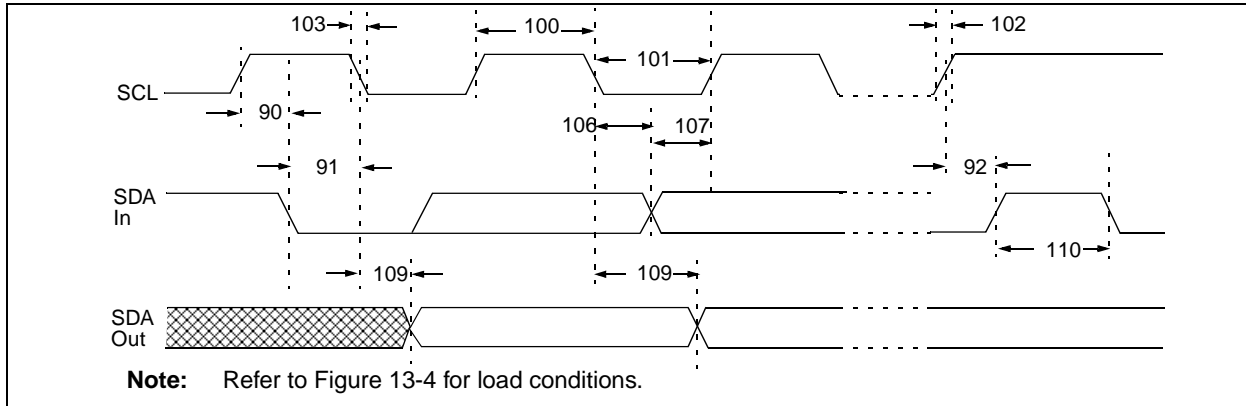 103
100
102
101
SCL
90
106
107
91
92
SDA
In
109
109
110
SDA
Out
Note: Refer to Figure 13-4 for load conditions.